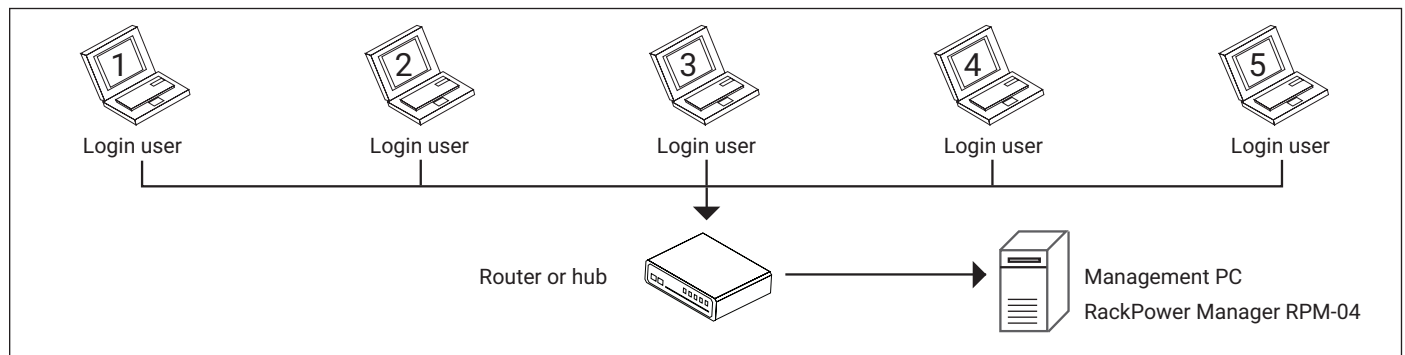 1
2
3
4
5
Login user
Login user
Login user
Login user
Login user
Router or hub
Management PC
RackPower Manager RPM-04